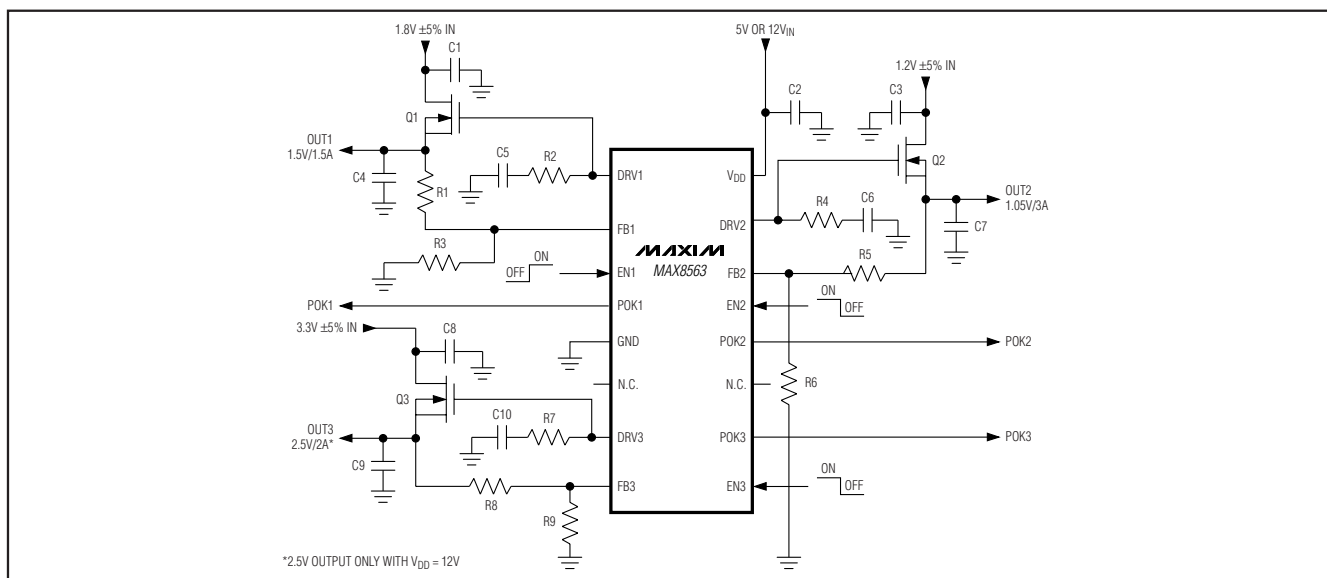 1.8V ±5% IN
C1
Q1
OUT1
1.5V/1.5A
C4
R1
C5
R2
R3
ON
OFF
POK1
3.3V ±5% IN
C8
Q3
OUT3
2.5V/2A*
C9
C10
R7
R8
R9
*2.5V OUTPUT ONLY WITH VDD = 12V
DRV1
FB1
EN1
POK1
GND
N.C.
DRV3
FB3
MAXIM
MAX8563
VDD
DRV2
FB2
EN2
POK2
N.C.
POK3
EN3
5V OR 12VIN
C2
1.2V ±5% IN
C3
Q2
OUT2
1.05V/3A
R4
C6
C7
R5
ON
OFF
POK2
R6
POK3
ON
OFF